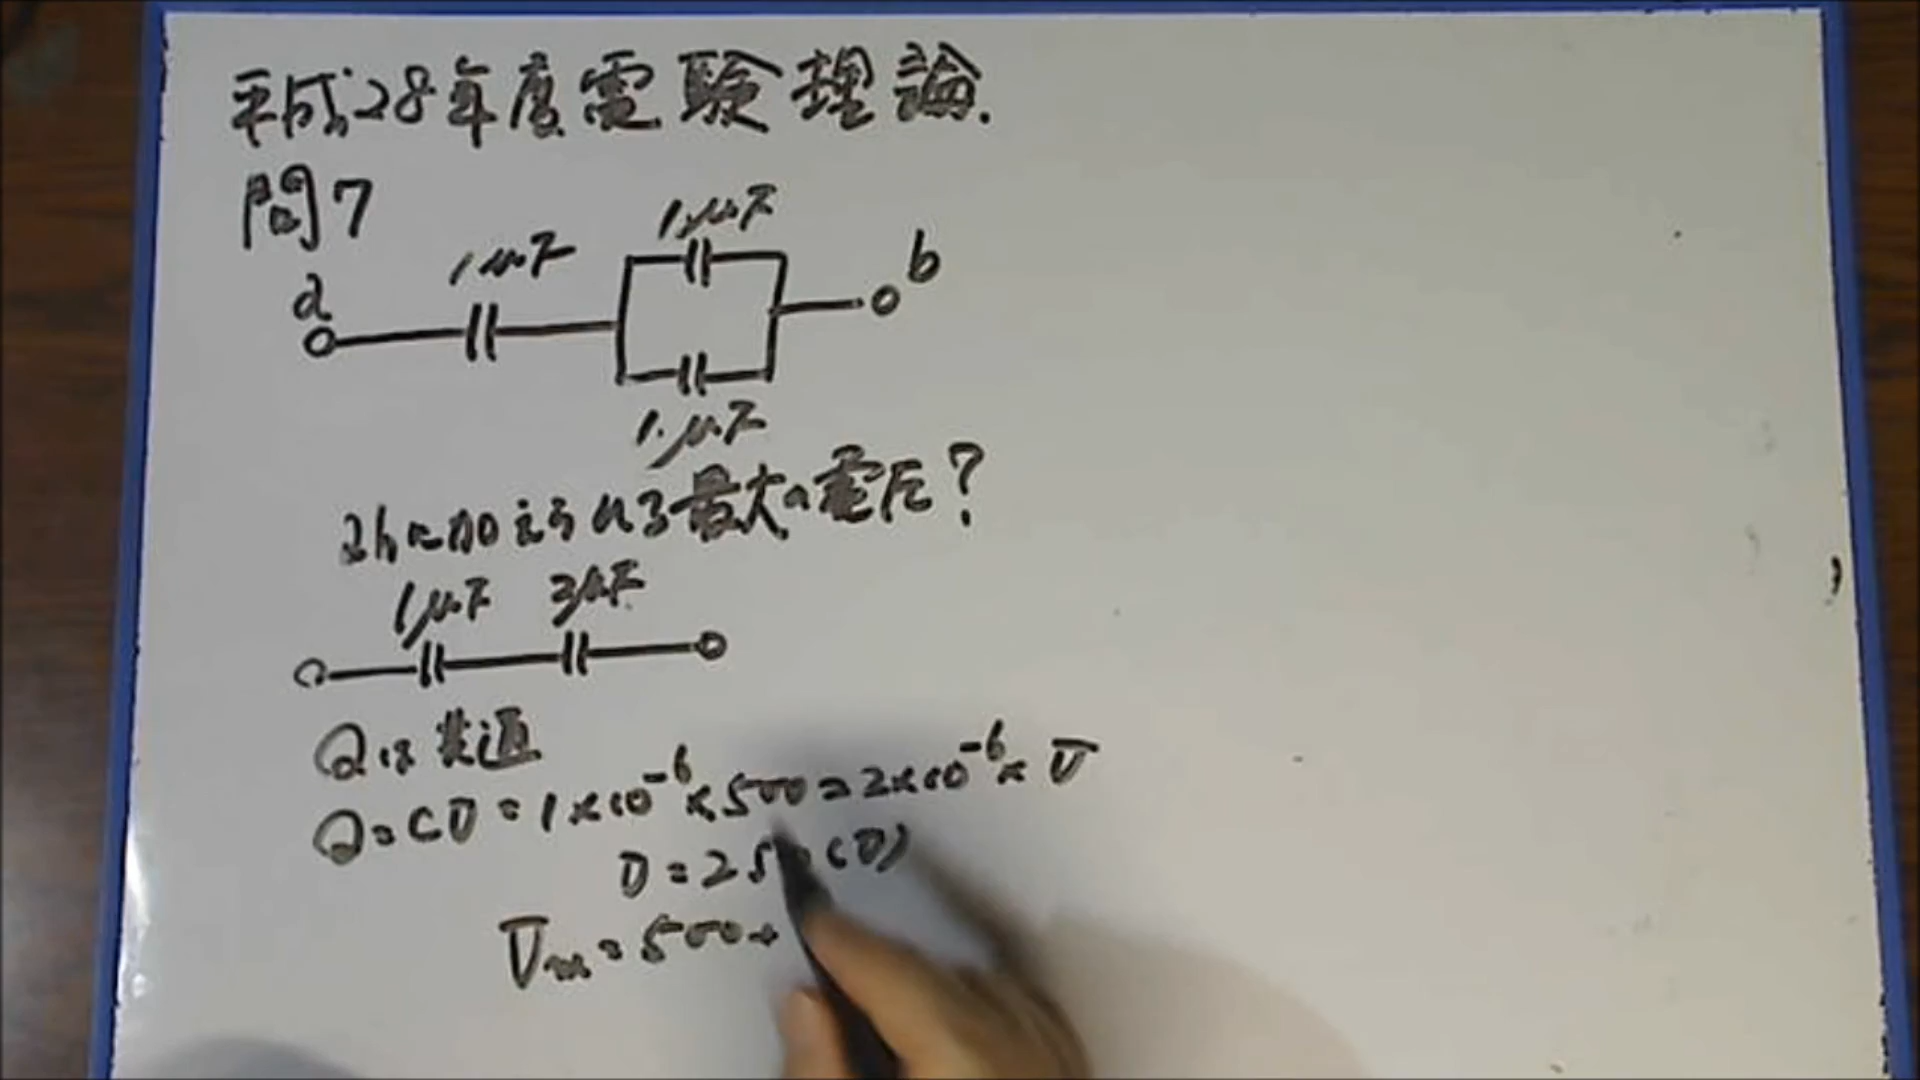 平成28年度電験理論.
問7
1μF
a
1μF
b
1μF
abに加えられる最大の電圧?
1μF 2μF
Qは共通
Q=CV=1×10⁻⁶×500=2×10⁻⁶×V
V=250(V)
Vm=500+